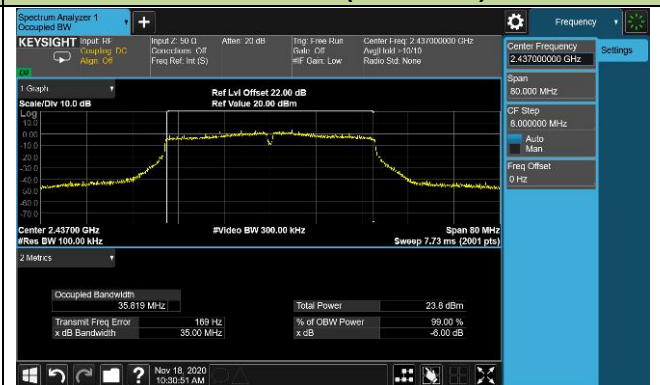 Spectrum Analyzer 1
Occupied BW
Frequency
KEYSIGHT
Input: RF
Coupling: DC
Align: Off
Input Z: 50 Ω
Corrections: Off
Freq Ref: Int (S)
Atten: 20 dB
Trig: Free Run
Gate: Off
#IF Gain: Low
Center Freq: 2.437000000 GHz
Avg|Hold: >10/10
Radio Std: None
Center Frequency
2.437000000 GHz
Settings
Span
80.000 MHz
CF Step
8.000000 MHz
Auto
Man
Freq Offset
0 Hz
1 Graph
Scale/Div 10.0 dB
Ref Lvl Offset 22.00 dB
Ref Value 20.00 dBm
Log
10.0
0.00
-10.0
-20.0
-30.0
-40.0
-50.0
-60.0
-70.0
Center 2.43700 GHz
#Res BW 100.00 kHz
#Video BW 300.00 kHz
Span 80 MHz
Sweep 7.73 ms (2001 pts)
2 Metrics
Occupied Bandwidth
35.819 MHz
Total Power 23.8 dBm
Transmit Freq Error 169 Hz
% of OBW Power 99.00 %
x dB Bandwidth 35.00 MHz
x dB -6.00 dB
Nov 18, 2020
10:30:51 AM